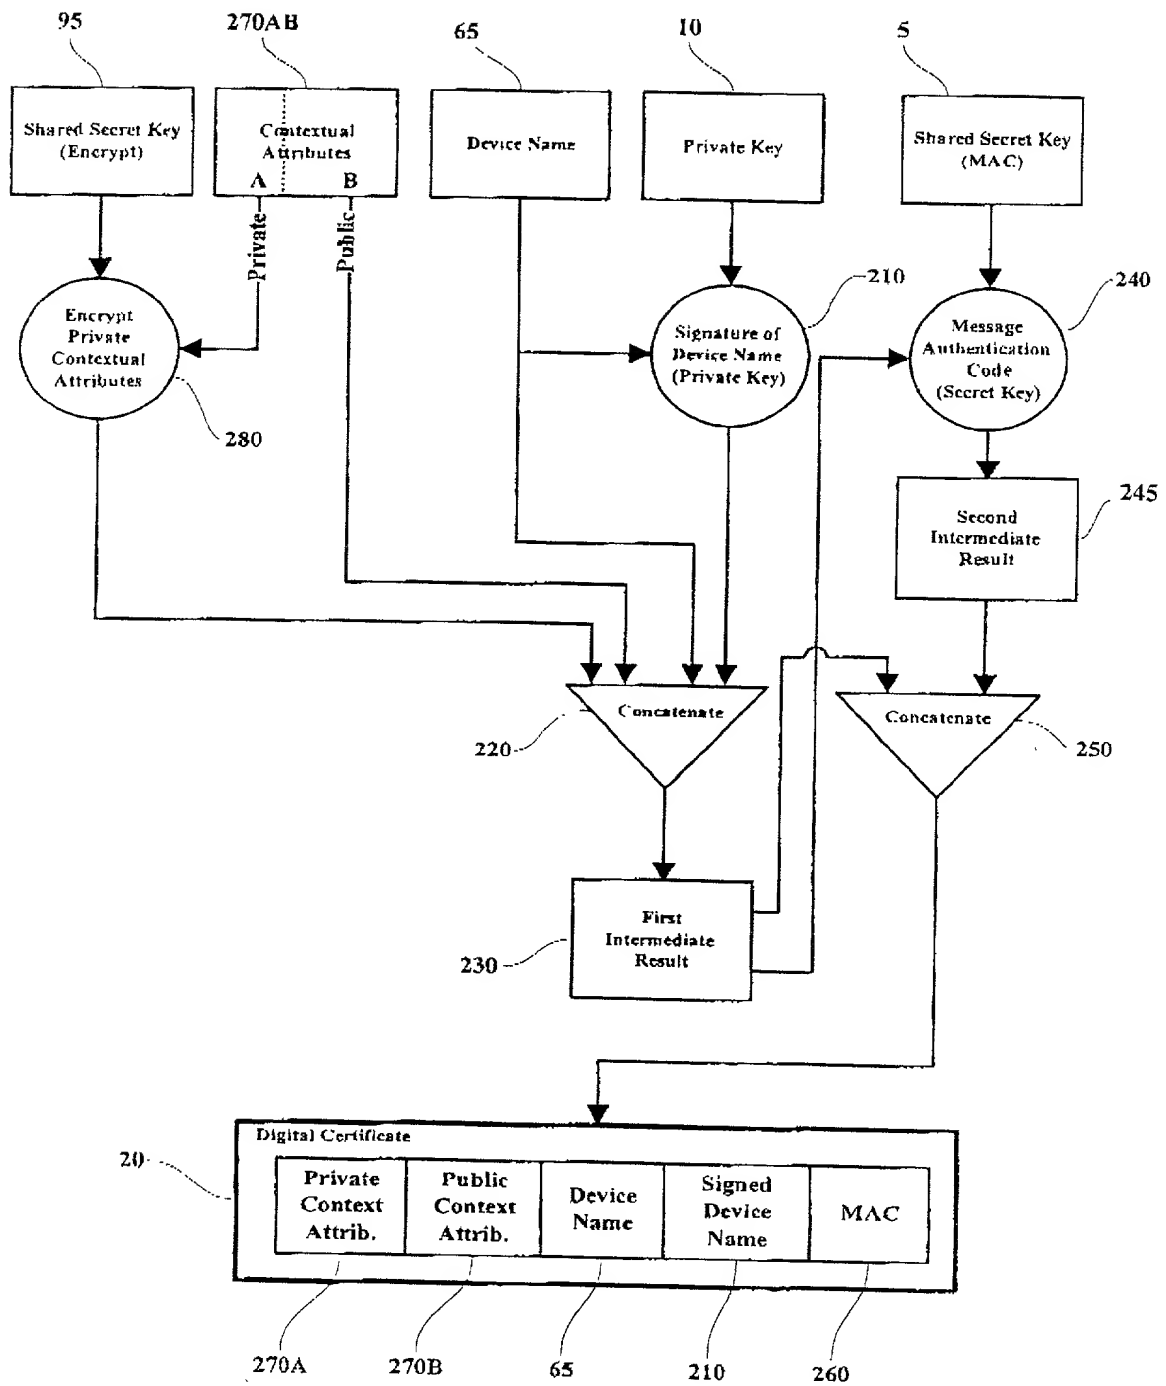 95
270AB
65
10
5
Shared Secret Key
(Encrypt)
Contextual
Attributes
A
B
Device Name
Private Key
Shared Secret Key
(MAC)
Private
Public
210
240
Encrypt
Private
Contextual
Attributes
Signature of
Device Name
(Private Key)
Message
Authentication
Code
(Secret Key)
280
245
Second
Intermediate
Result
Concatenate
220
Concatenate
250
First
Intermediate
Result
230
Digital Certificate
20
Private
Context
Attrib.
Public
Context
Attrib.
Device
Name
Signed
Device
Name
MAC
270A
270B
65
210
260